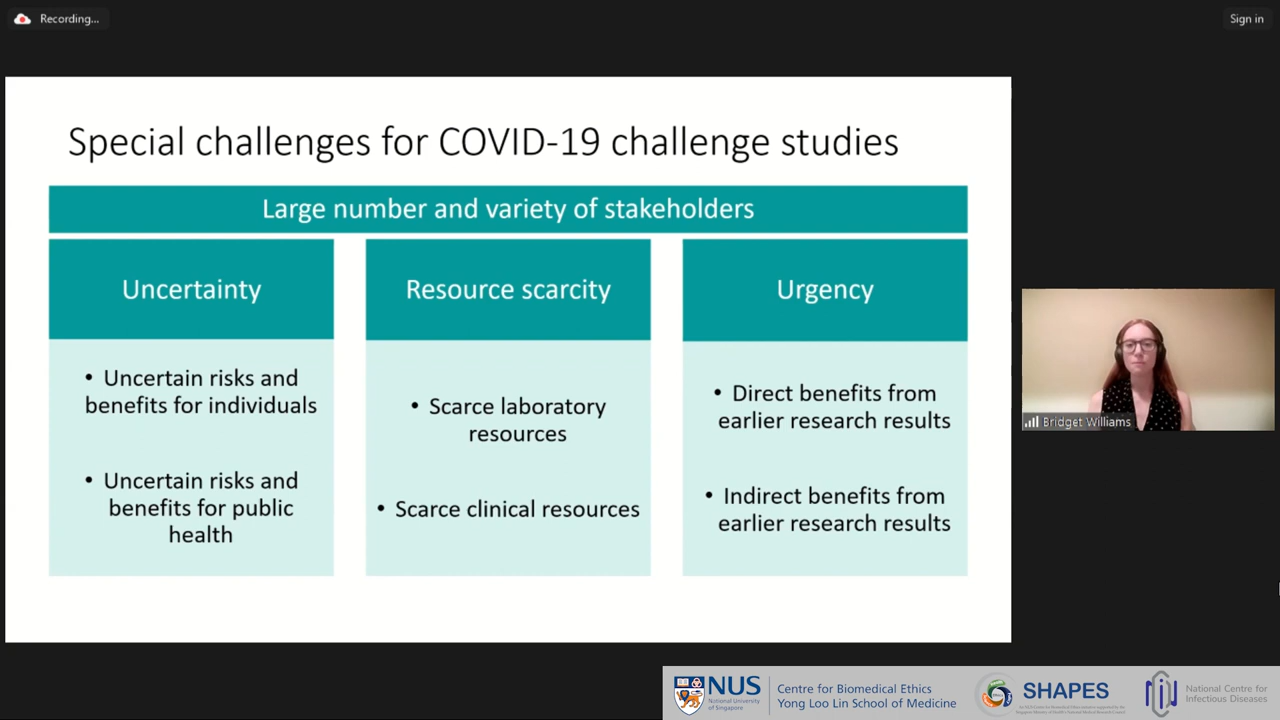 Recording...
Sign in
Special challenges for COVID-19 challenge studies
Large number and variety of stakeholders
Uncertainty
• Uncertain risks and
benefits for individuals
• Uncertain risks and
benefits for public
health
Resource scarcity
• Scarce laboratory
resources
• Scarce clinical resources
Urgency
• Direct benefits from
earlier research results
• Indirect benefits from
earlier research results
Bridget Williams
NUS
National University
of Singapore
Centre for Biomedical Ethics
Yong Loo Lin School of Medicine
SHAPES
National Centre for
Infectious Diseases